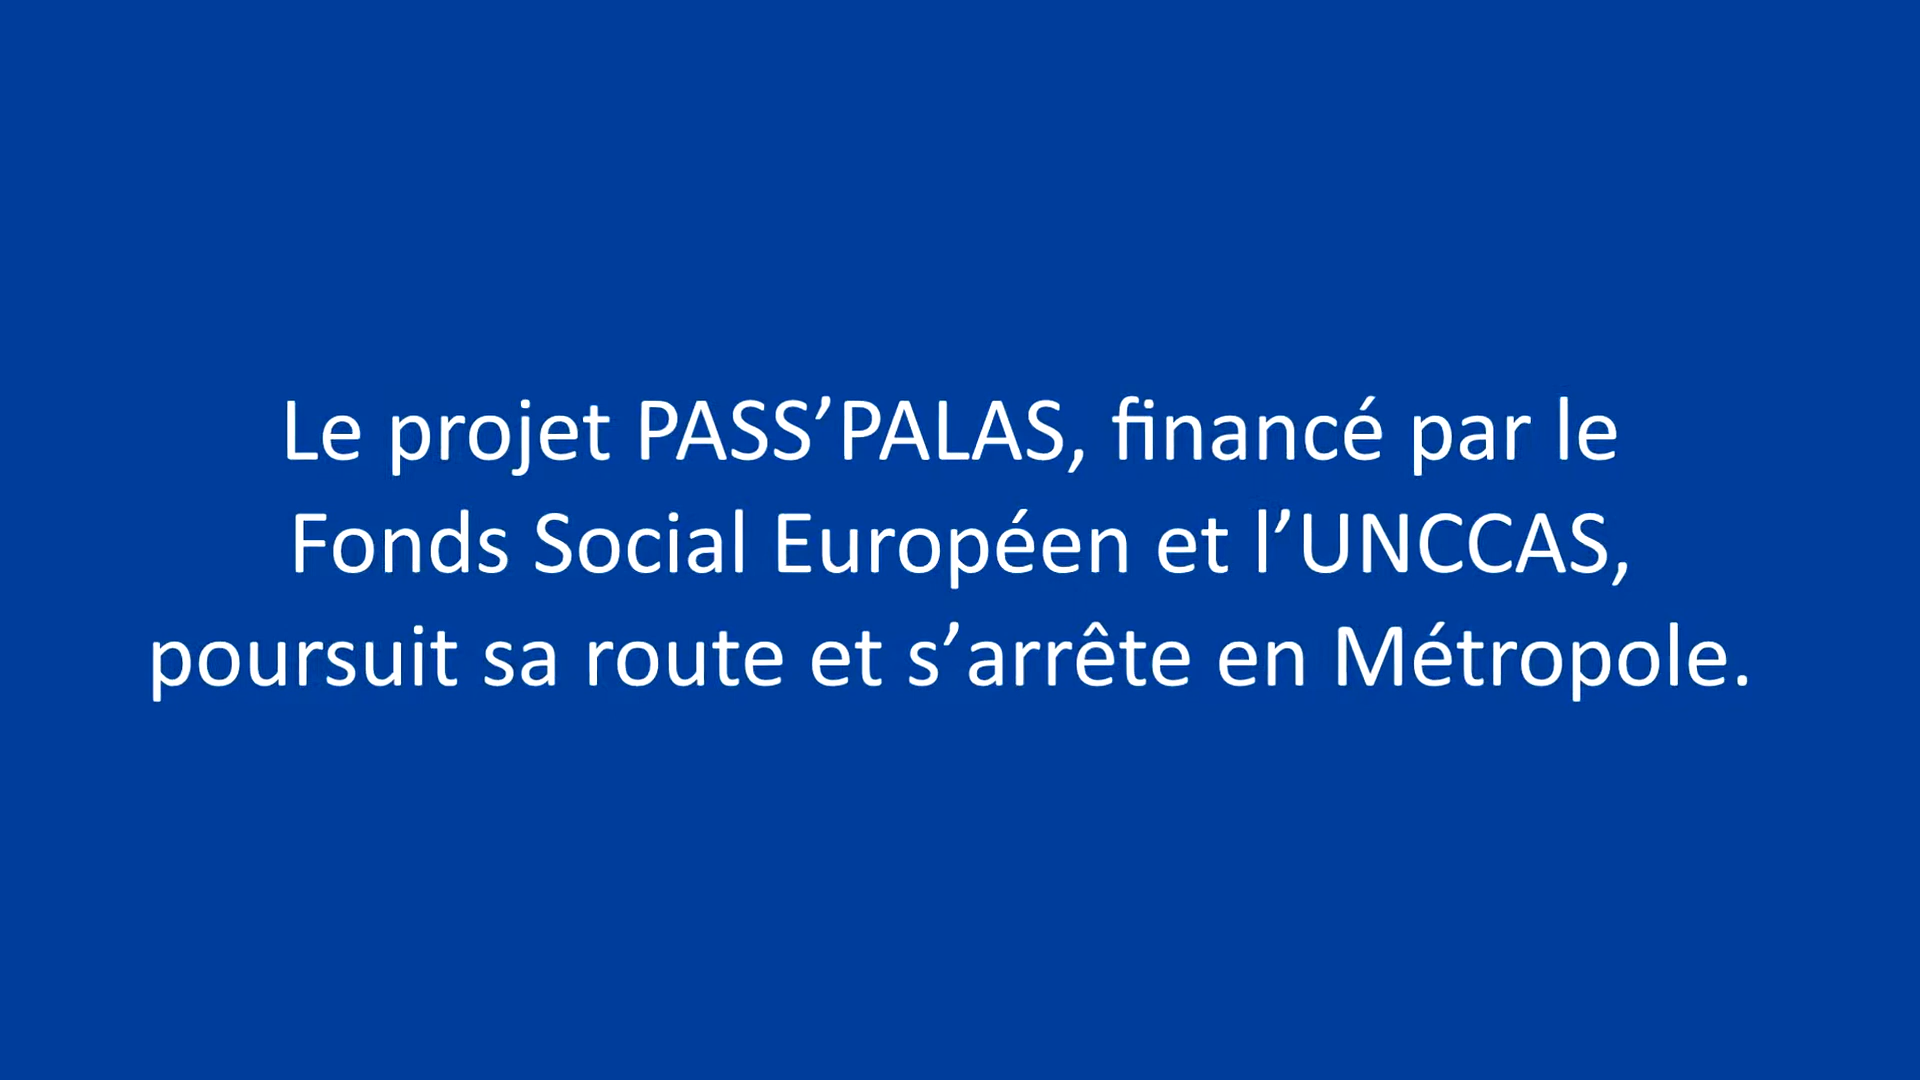 Le projet PASS’PALAS, financé par le
Fonds Social Européen et l’UNCCAS,
poursuit sa route et s’arrête en Métropole.